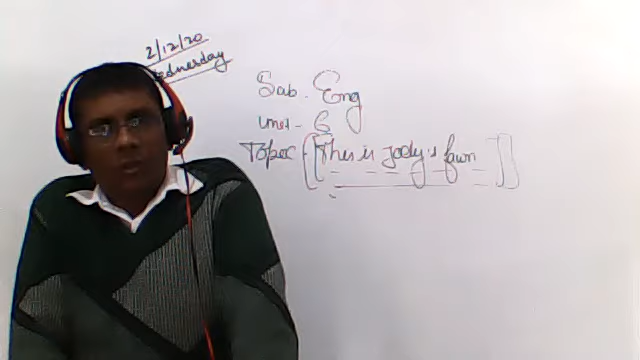 2/12/20
Wednesday
Sub. Eng
Unit - 6
Topic - [[This is Jody's fawn]]